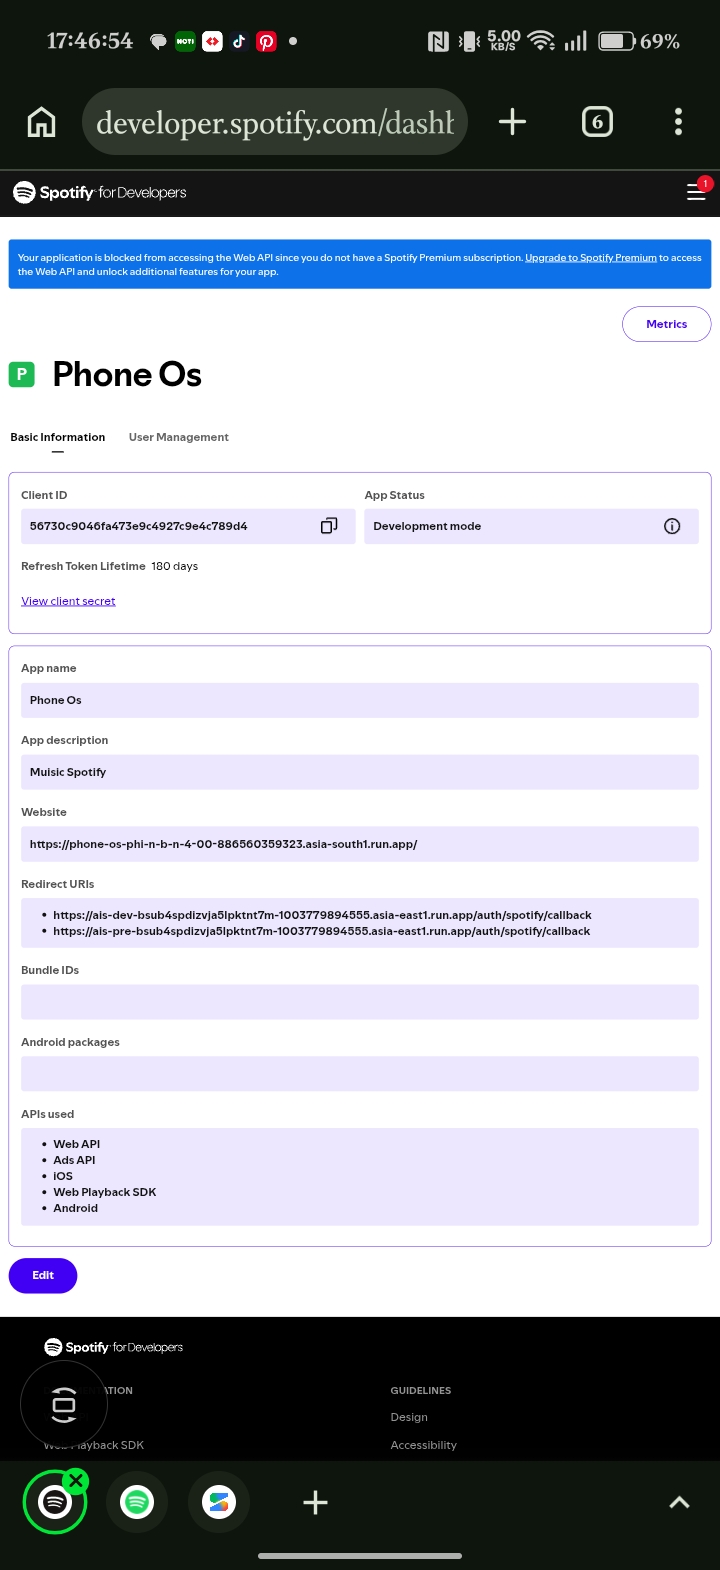 17:46:54
NOTI
5.00
KB/S
69%
developer.spotify.com/dash
6
Spotify for Developers
1
Your application is blocked from accessing the Web API since you do not have a Spotify Premium subscription. Upgrade to Spotify Premium to access
the Web API and unlock additional features for your app.
Metrics
P
Phone Os
Basic Information
User Management
Client ID
App Status
56730c9046fa473e9c4927c9e4c789d4
Development mode
Refresh Token Lifetime 180 days
View client secret
App name
Phone Os
App description
Muisic Spotify
Website
https://phone-os-phi-n-b-n-4-00-886560359323.asia-south1.run.app/
Redirect URIs
• https://ais-dev-bsub4spdizvja5lpktnt7m-1003779894555.asia-east1.run.app/auth/spotify/callback
• https://ais-pre-bsub4spdizvja5lpktnt7m-1003779894555.asia-east1.run.app/auth/spotify/callback
Bundle IDs
Android packages
APIs used
• Web API
• Ads API
• iOS
• Web Playback SDK
• Android
Edit
Spotify for Developers
GUIDELINES
Design
Web Playback SDK
Accessibility